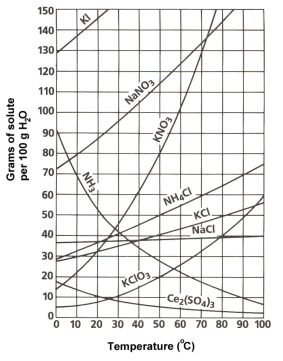 Grams of solute
per 100 g H₂O
150
140
130
120
110
100
90
80
70
60
50
40
30
20
10
0
KI
NaNO₃
KNO₃
NH₃
NH₄Cl
KCl
NaCl
KClO₃
Ce₂(SO₄)₃
0 10 20 30 40 50 60 70 80 90 100
Temperature (°C)